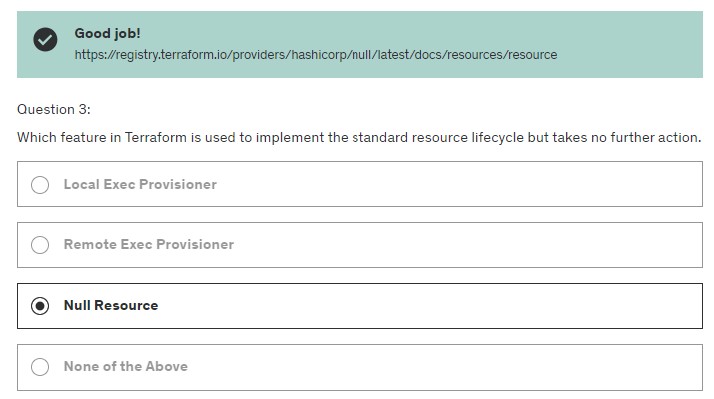 Good job!
https://registry.terraform.io/providers/hashicorp/null/latest/docs/resources/resource
Question 3:
Which feature in Terraform is used to implement the standard resource lifecycle but takes no further action.
Local Exec Provisioner
Remote Exec Provisioner
Null Resource
None of the Above